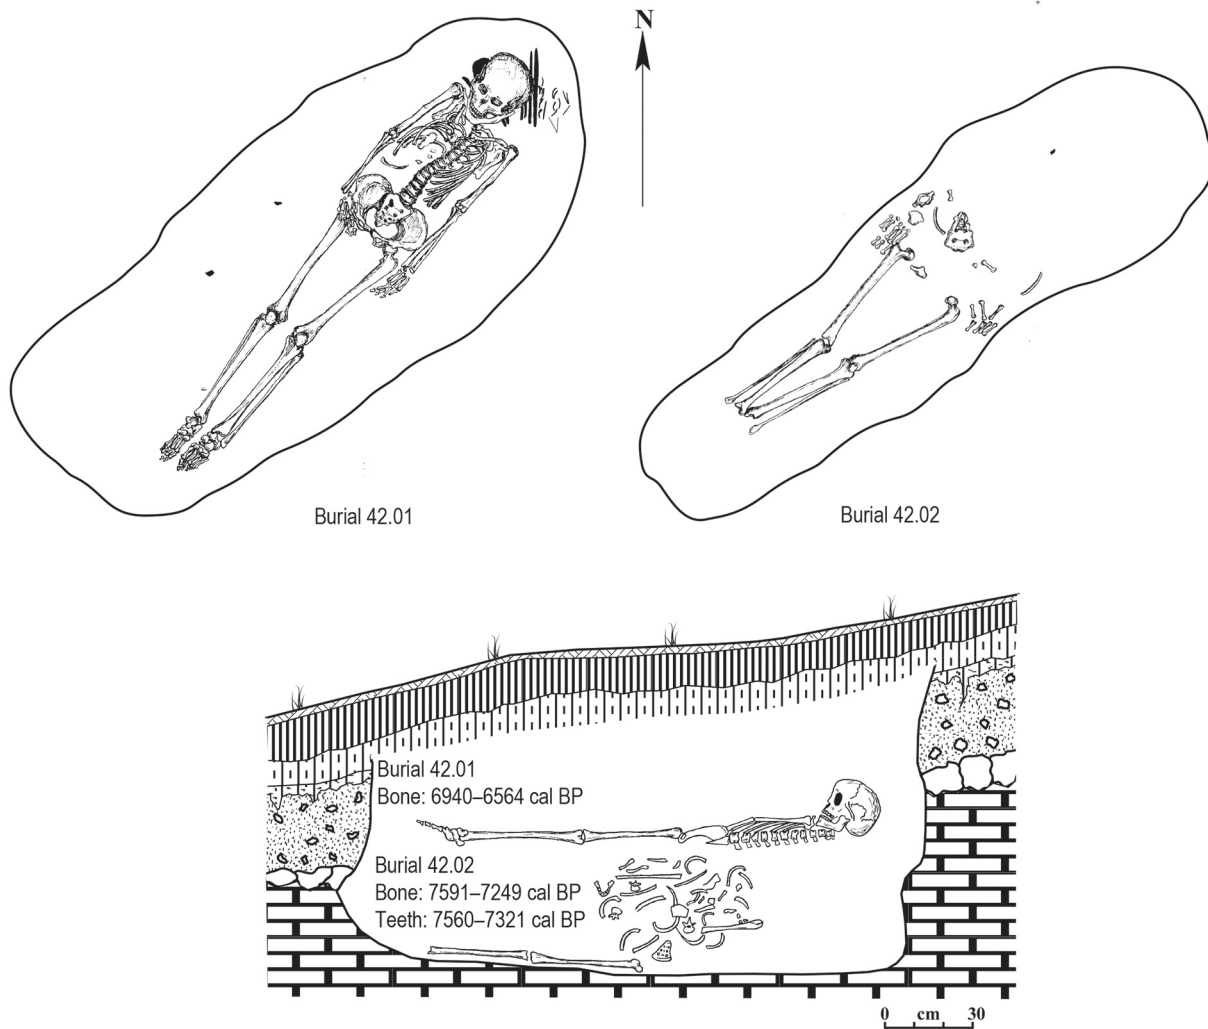 N
Burial 42.01
Burial 42.02
Burial 42.01
Bone: 6940–6564 cal BP
Burial 42.02
Bone: 7591–7249 cal BP
Teeth: 7560–7321 cal BP
0 cm 30